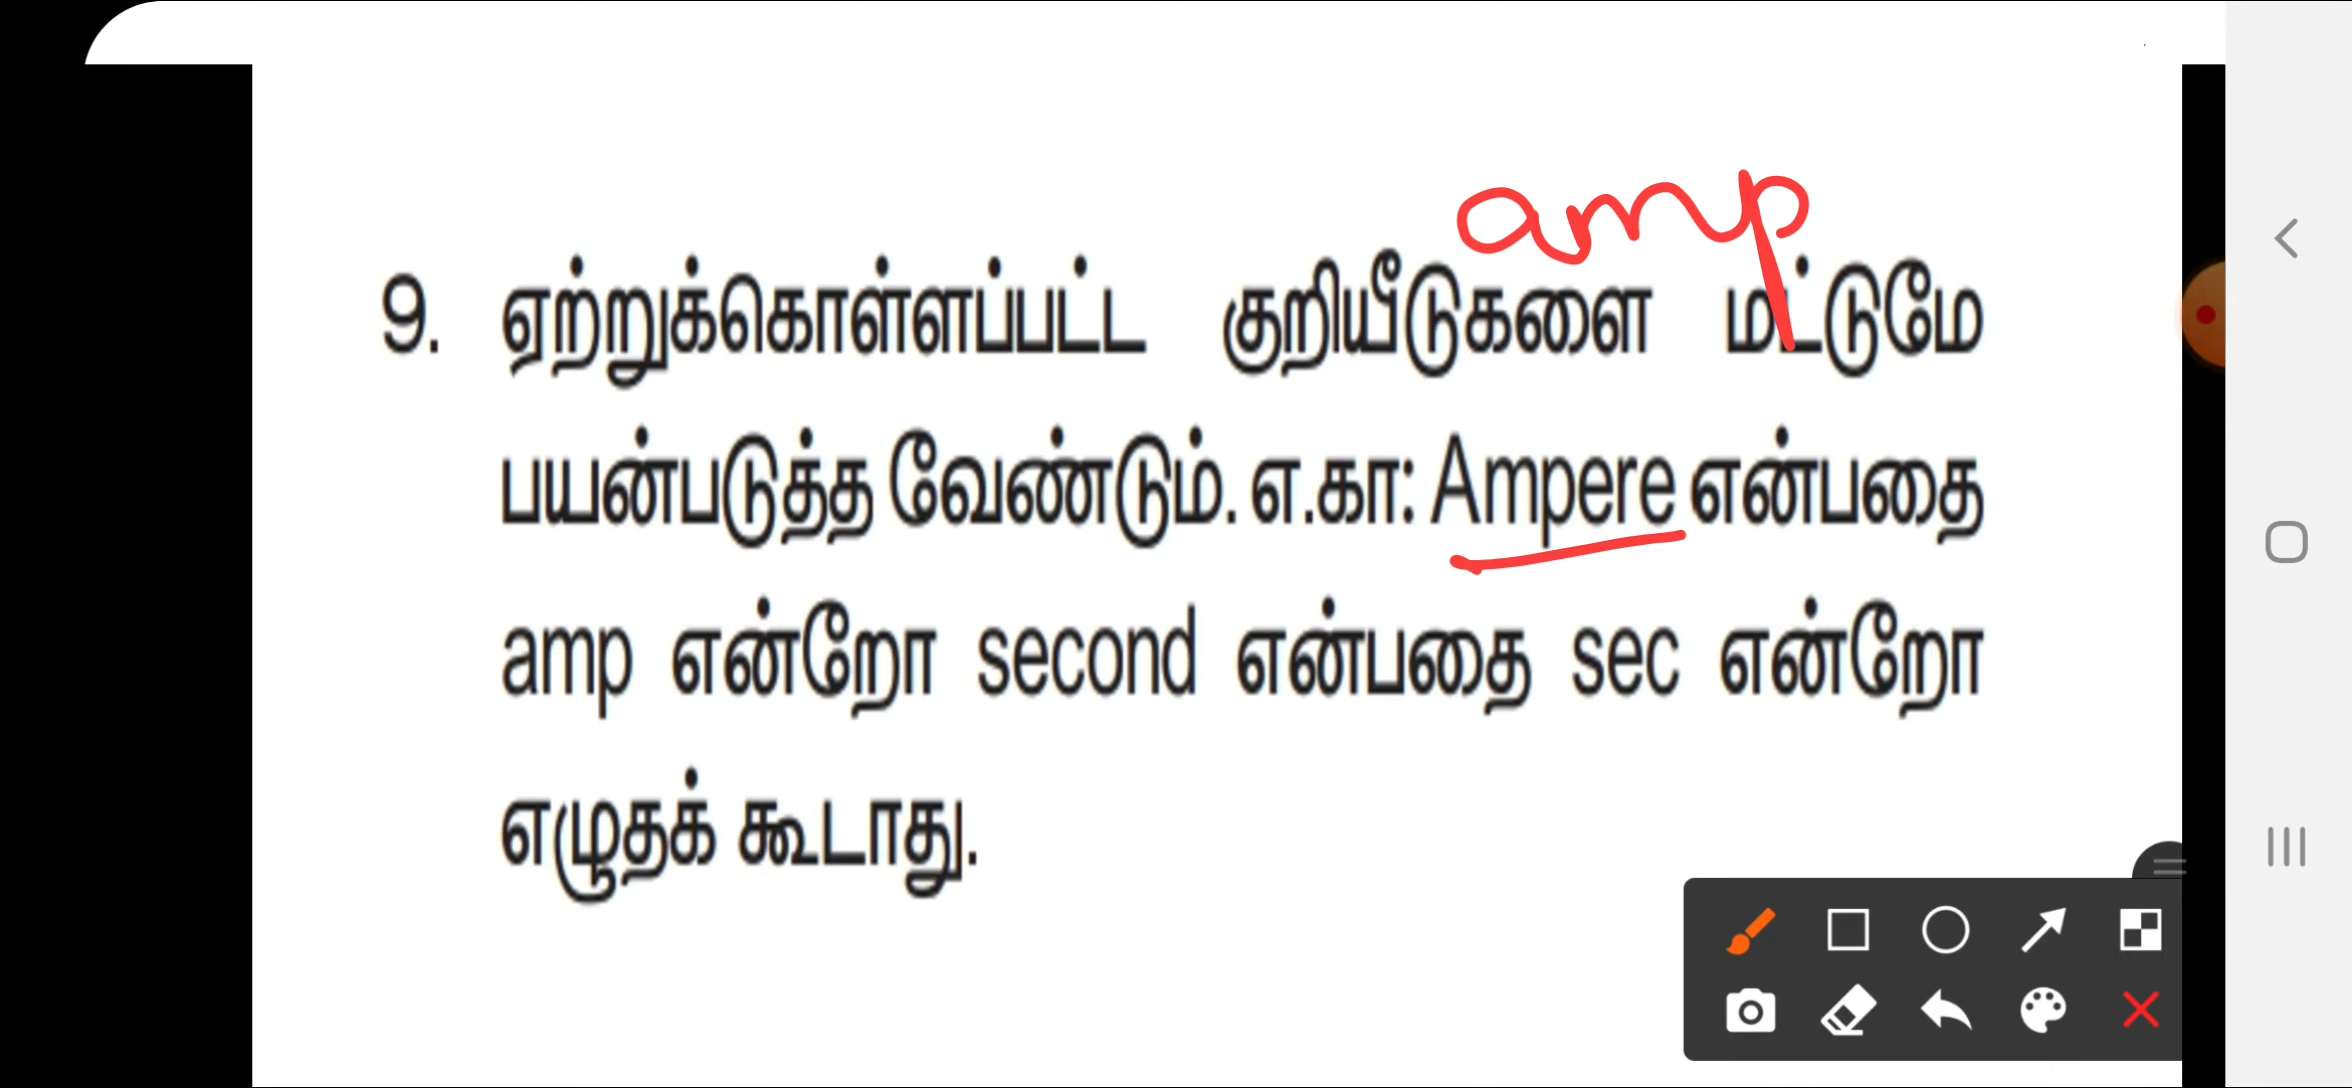 amp
9. ஏற்றுக்கொள்ளப்பட்ட குறியீடுகளை மட்டுமே
பயன்படுத்த வேண்டும். எ.கா: Ampere என்பதை
amp என்றோ second என்பதை sec என்றோ
எழுதக் கூடாது.